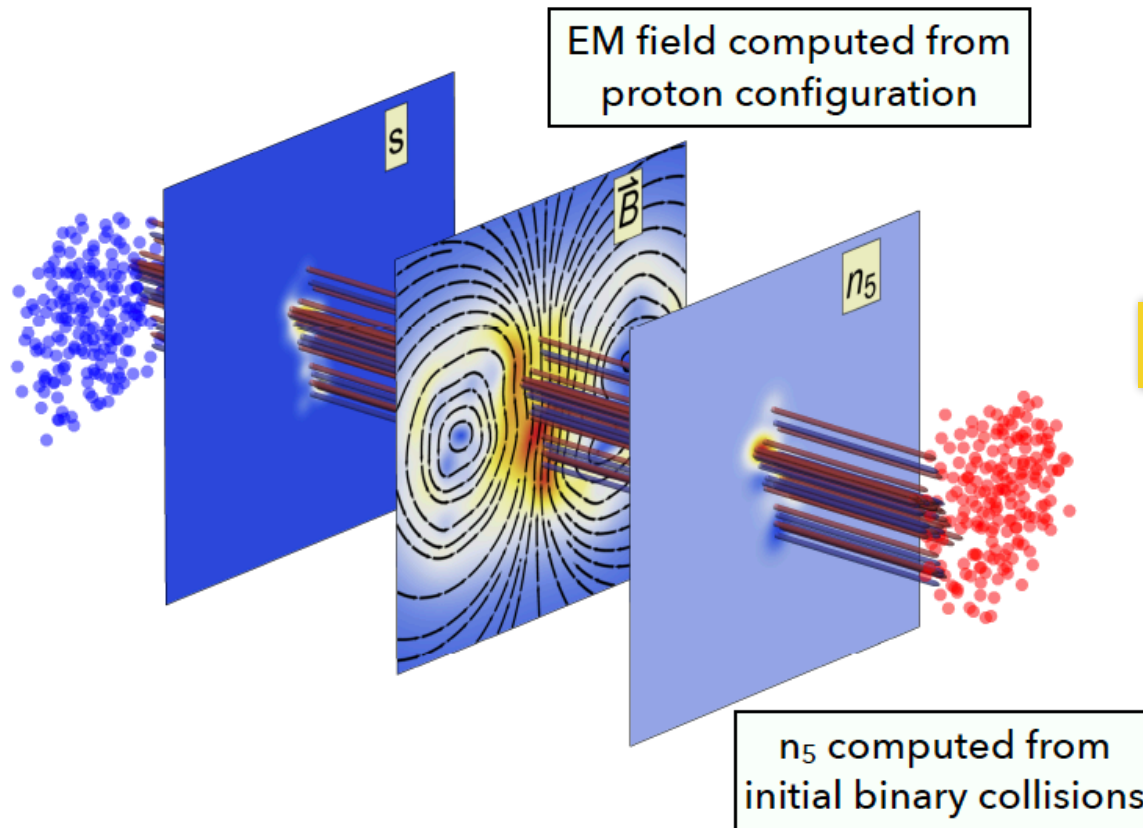 EM field computed from
proton configuration
s
B⃗
n₅
n₅ computed from
initial binary collisions